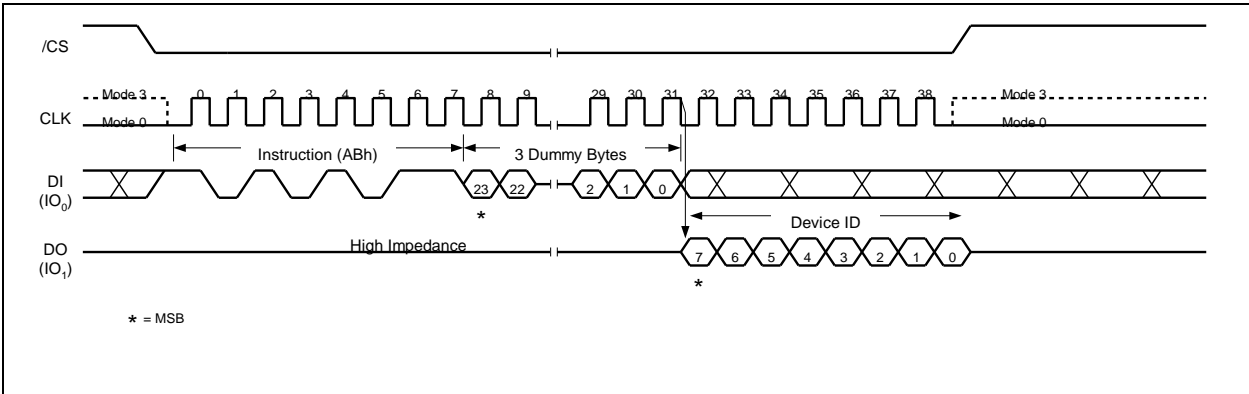 /CS
Mode 3 0 1 2 3 4 5 6 7 8 9 29 30 31 32 33 34 35 36 37 38 Mode 3
CLK Mode 0 Mode 0
Instruction (ABh) 3 Dummy Bytes
DI
(IO0) 23 22 2 1 0
*
Device ID
High Impedance
DO
(IO1) 7 6 5 4 3 2 1 0
*
* = MSB